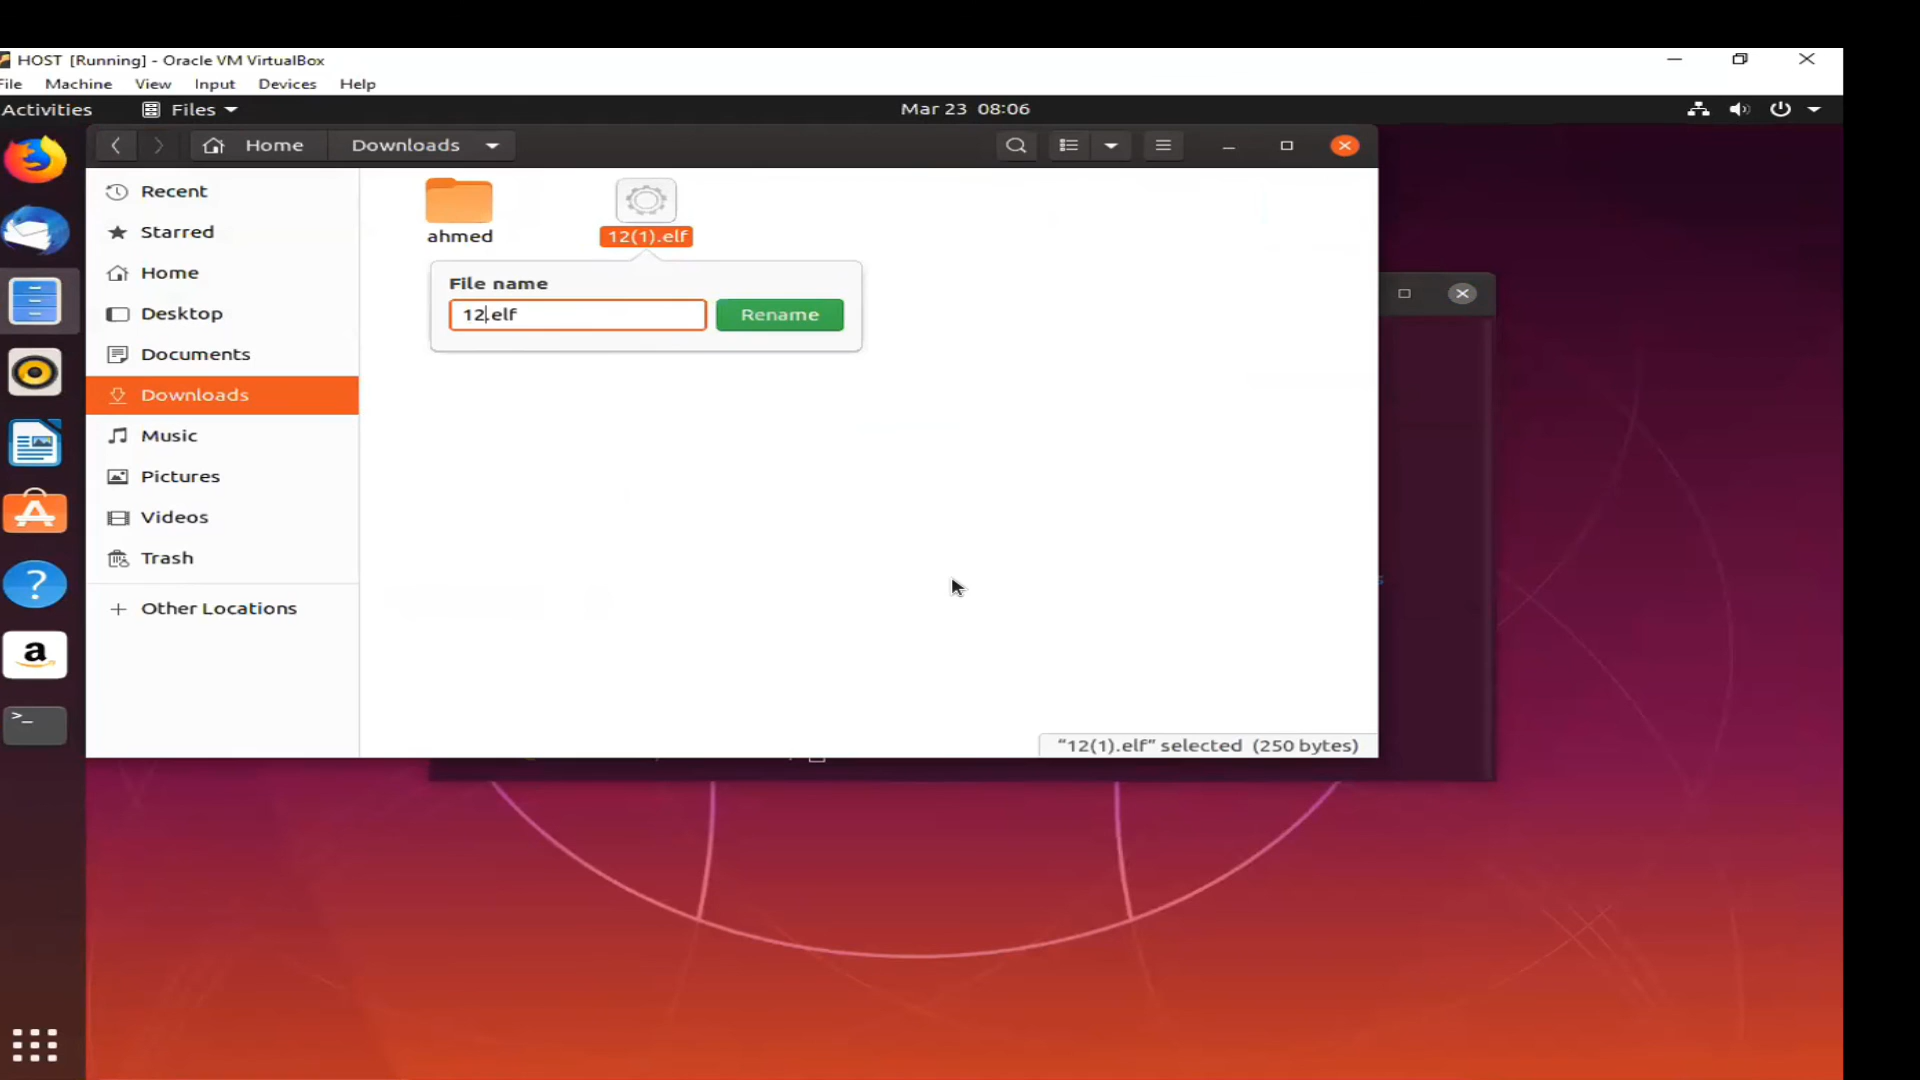 HOST [Running] - Oracle VM VirtualBox
File Machine View Input Devices Help
Activities Files Mar 23 08:06
Home Downloads
Recent
Starred
Home
Desktop
Documents
Downloads
Music
Pictures
Videos
Trash
+ Other Locations
ahmed
12(1).elf
File name
12.elf Rename
"12(1).elf" selected (250 bytes)